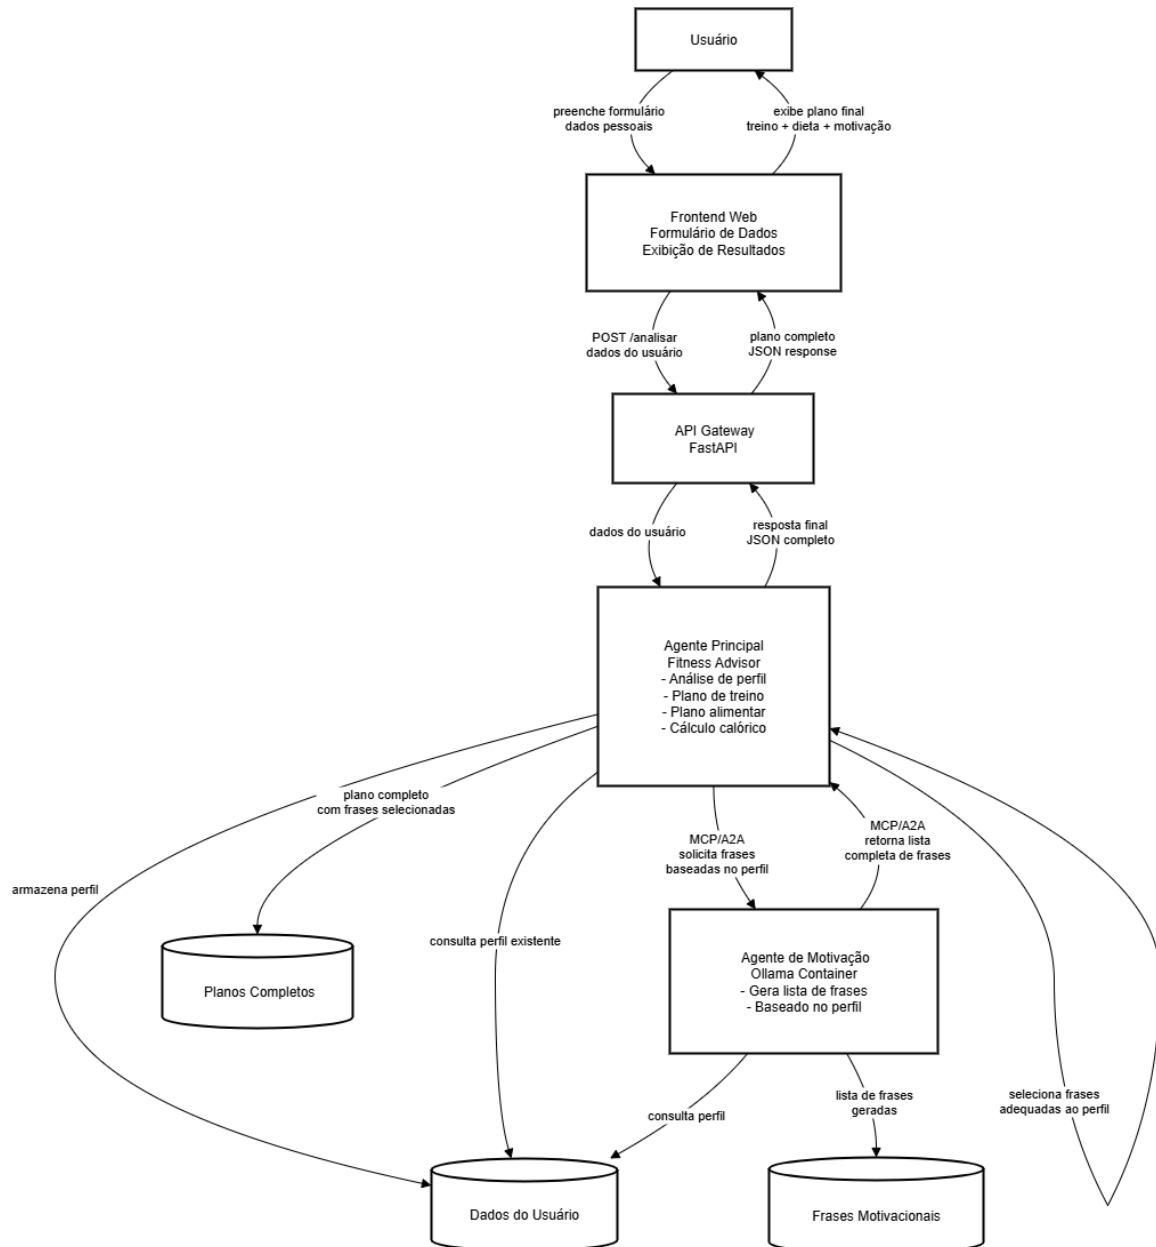 Usuário
preenche formulário
dados pessoais
exibe plano final
treino + dieta + motivação
Frontend Web
Formulário de Dados
Exibição de Resultados
POST /analisar
dados do usuário
plano completo
JSON response
API Gateway
FastAPI
dados do usuário
resposta final
JSON completo
Agente Principal
Fitness Advisor
- Análise de perfil
- Plano de treino
- Plano alimentar
- Cálculo calórico
plano completo
com frases selecionadas
MCP/A2A
solicita frases
baseadas no perfil
MCP/A2A
retorna lista
completa de frases
armazena perfil
consulta perfil existente
Agente de Motivação
Ollama Container
- Gera lista de frases
- Baseado no perfil
Planos Completos
consulta perfil
lista de frases
geradas
seleciona frases
adequadas ao perfil
Dados do Usuário
Frases Motivacionais